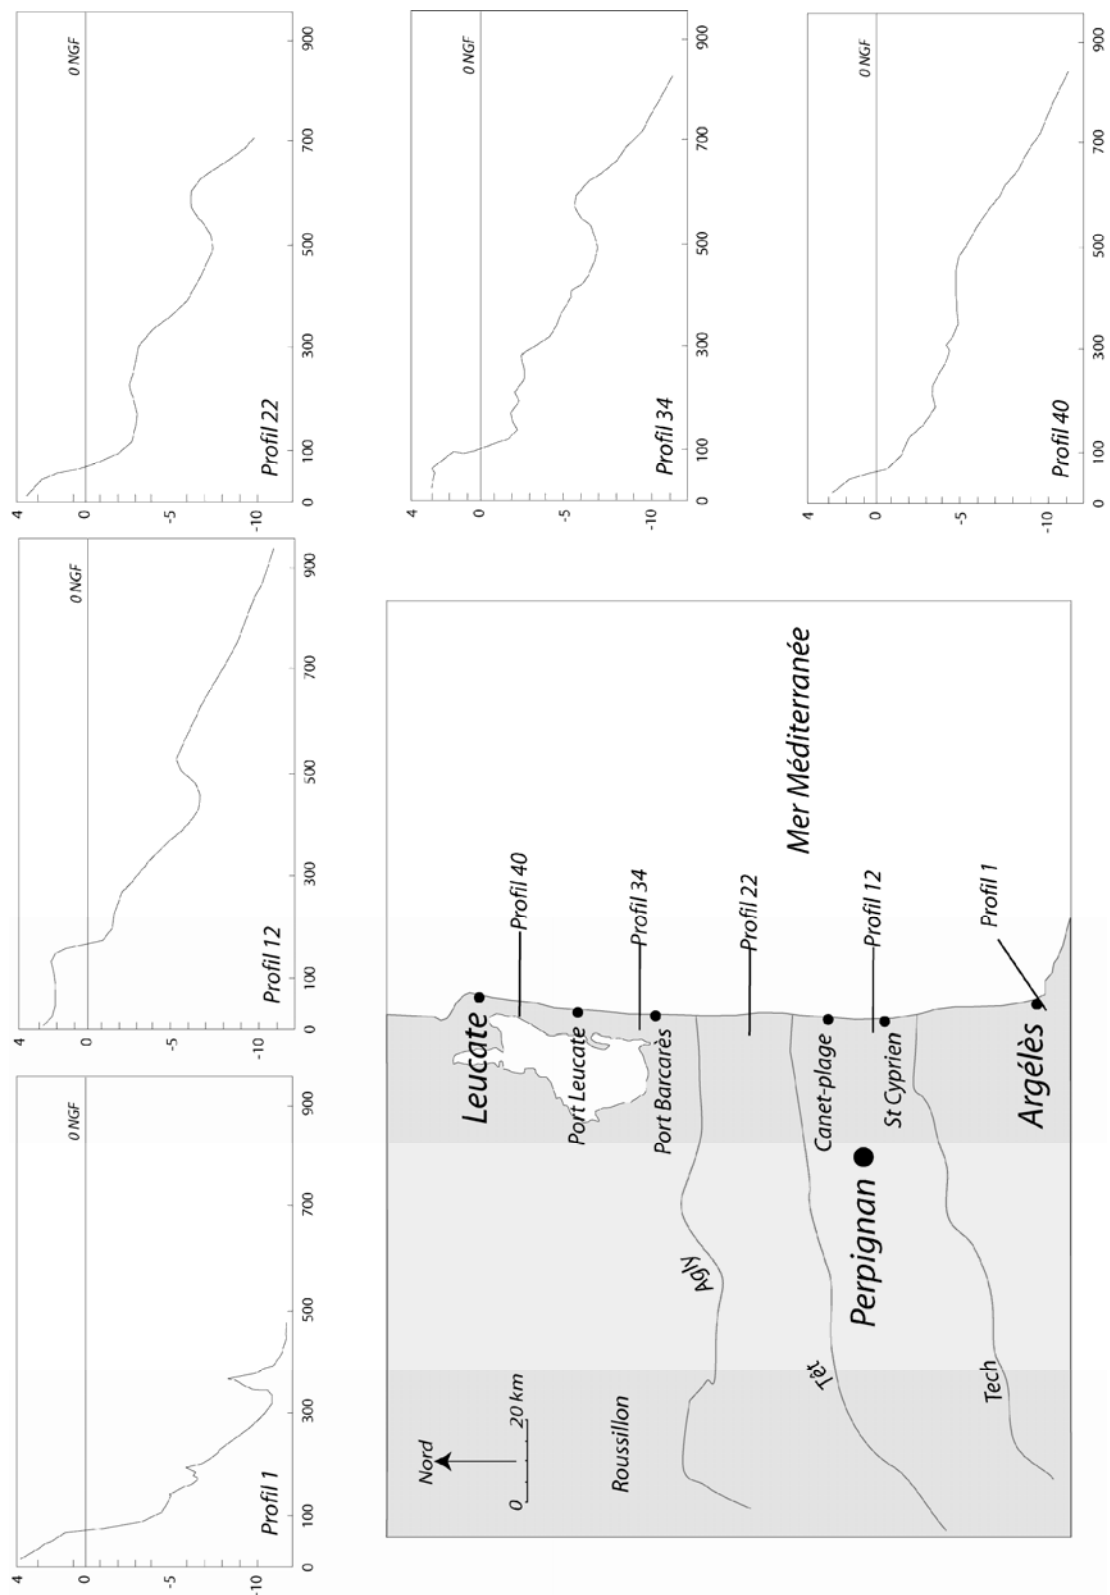 4
0
0 NGF
-5
-10
Profil 1
0 100 300 500 700 900
4
0
0 NGF
-5
-10
Profil 12
0 100 300 500 700 900
4
0
0 NGF
-5
-10
Profil 22
0 100 300 500 700 900
Nord
0 20 km
Roussillon
Agly
Têt
Tech
Leucate
Port Leucate
Port Barcarès
Canet-plage
Perpignan
St Cyprien
Argélès
Profil 40
Profil 34
Profil 22
Profil 12
Profil 1
Mer Méditerranée
4
0
0 NGF
-5
-10
Profil 34
0 100 300 500 700 900
4
0
0 NGF
-5
-10
Profil 40
0 100 300 500 700 900